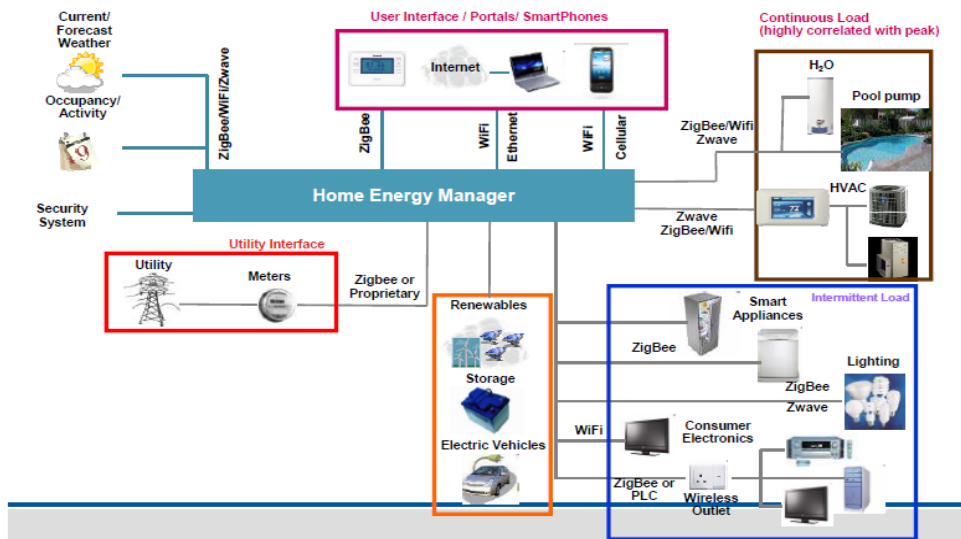 Current/
Forecast
Weather
Occupancy/
Activity
19
Security
System
ZigBee/WiFi/Zwave
User Interface / Portals/ SmartPhones
Internet
ZigBee
WiFi
Ethernet
WiFi
Cellular
Home Energy Manager
Continuous Load
(highly correlated with peak)
H2O
Pool pump
ZigBee/Wifi
Zwave
HVAC
72
Zwave
ZigBee/Wifi
Utility Interface
Utility
Meters
Zigbee or
Proprietary
Renewables
Storage
Electric Vehicles
Intermittent Load
Smart
Appliances
ZigBee
ZigBee
Zwave
Lighting
WiFi
Consumer
Electronics
ZigBee or
PLC
Wireless
Outlet